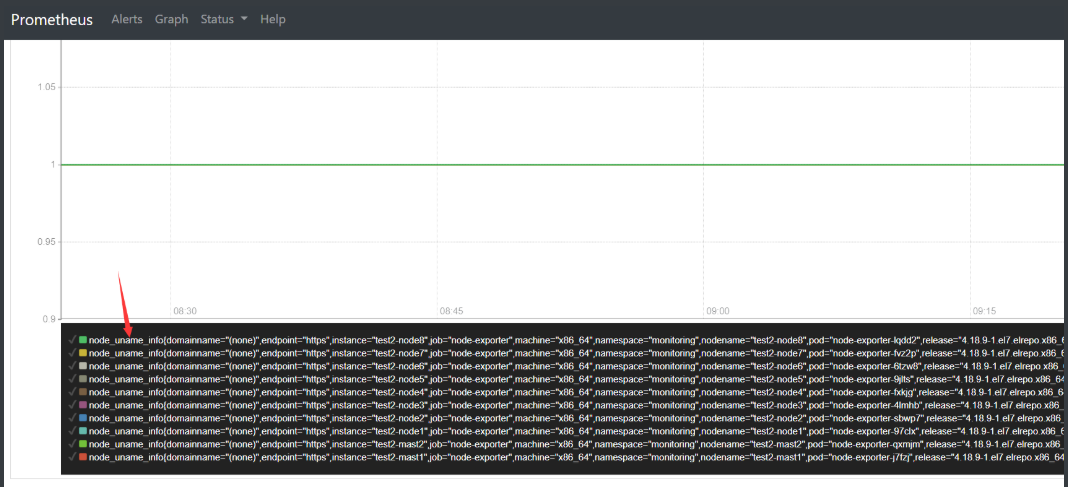 Prometheus Alerts Graph Status Help
1.05
1
0.95
0.9
08:30 08:45 09:00 09:15
node_uname_info{domainname="(none)",endpoint="https",instance="test2-node8",job="node-exporter",machine="x86_64",namespace="monitoring",nodename="test2-node8",pod="node-exporter-lqdd2",release="4.18.9-1.el7.elrepo.x86_6
node_uname_info{domainname="(none)",endpoint="https",instance="test2-node7",job="node-exporter",machine="x86_64",namespace="monitoring",nodename="test2-node7",pod="node-exporter-fvz2p",release="4.18.9-1.el7.elrepo.x86_6
node_uname_info{domainname="(none)",endpoint="https",instance="test2-node6",job="node-exporter",machine="x86_64",namespace="monitoring",nodename="test2-node6",pod="node-exporter-6tzw8",release="4.18.9-1.el7.elrepo.x86_
node_uname_info{domainname="(none)",endpoint="https",instance="test2-node5",job="node-exporter",machine="x86_64",namespace="monitoring",nodename="test2-node5",pod="node-exporter-9jlts",release="4.18.9-1.el7.elrepo.x86_64
node_uname_info{domainname="(none)",endpoint="https",instance="test2-node4",job="node-exporter",machine="x86_64",namespace="monitoring",nodename="test2-node4",pod="node-exporter-fxkjg",release="4.18.9-1.el7.elrepo.x86_6
node_uname_info{domainname="(none)",endpoint="https",instance="test2-node3",job="node-exporter",machine="x86_64",namespace="monitoring",nodename="test2-node3",pod="node-exporter-4lmhb",release="4.18.9-1.el7.elrepo.x86_
node_uname_info{domainname="(none)",endpoint="https",instance="test2-node2",job="node-exporter",machine="x86_64",namespace="monitoring",nodename="test2-node2",pod="node-exporter-sbwp7",release="4.18.9-1.el7.elrepo.x86_
node_uname_info{domainname="(none)",endpoint="https",instance="test2-node1",job="node-exporter",machine="x86_64",namespace="monitoring",nodename="test2-node1",pod="node-exporter-97clx",release="4.18.9-1.el7.elrepo.x86_6
node_uname_info{domainname="(none)",endpoint="https",instance="test2-mast2",job="node-exporter",machine="x86_64",namespace="monitoring",nodename="test2-mast2",pod="node-exporter-qxmjm",release="4.18.9-1.el7.elrepo.x86_
node_uname_info{domainname="(none)",endpoint="https",instance="test2-mast1",job="node-exporter",machine="x86_64",namespace="monitoring",nodename="test2-mast1",pod="node-exporter-j7fzj",release="4.18.9-1.el7.elrepo.x86_64